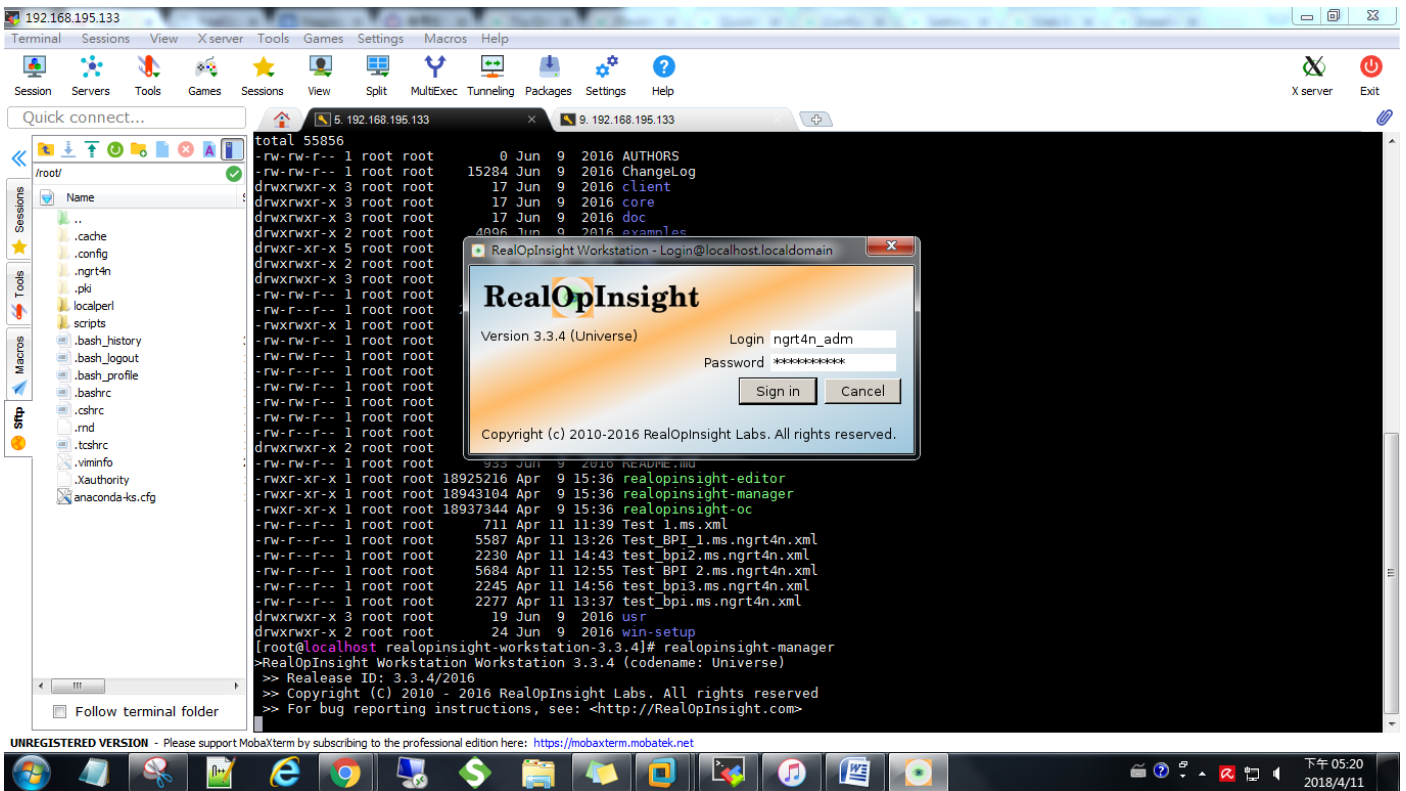 192.168.195.133
Terminal Sessions View X server Tools Games Settings Macros Help
Session Servers Tools Games Sessions View Split MultiExec Tunneling Packages Settings Help X server Exit
Quick connect...
5. 192.168.195.133
9. 192.168.195.133
/root/
Name
..
.cache
.config
.ngrt4n
.pki
localperl
scripts
.bash_history
.bash_logout
.bash_profile
.bashrc
.cshrc
.rnd
.tcshrc
.viminfo
.Xauthority
anaconda-ks.cfg
Follow terminal folder
Sessions
Tools
Macros
Sftp
total 55856
-rw-rw-r-- 1 root root 0 Jun 9 2016 AUTHORS
-rw-rw-r-- 1 root root 15284 Jun 9 2016 ChangeLog
drwxrwxr-x 3 root root 17 Jun 9 2016 client
drwxrwxr-x 3 root root 17 Jun 9 2016 core
drwxrwxr-x 3 root root 17 Jun 9 2016 doc
drwxrwxr-x 2 root root 4096 Jun 9 2016 examples
drwxr-xr-x 5 root root
drwxrwxr-x 2 root root
drwxrwxr-x 3 root root
-rw-rw-r-- 1 root root
-rw-r--r-- 1 root root
-rwxrwxr-x 1 root root
-rw-rw-r-- 1 root root
-rw-rw-r-- 1 root root
-rw-r--r-- 1 root root
-rw-rw-r-- 1 root root
-rw-rw-r-- 1 root root
-rw-rw-r-- 1 root root
-rw-r--r-- 1 root root
drwxrwxr-x 2 root root
-rw-rw-r-- 1 root root 933 Jun 9 2016 README.md
-rwxr-xr-x 1 root root 18925216 Apr 9 15:36 realopinsight-editor
-rwxr-xr-x 1 root root 18943104 Apr 9 15:36 realopinsight-manager
-rwxr-xr-x 1 root root 18937344 Apr 9 15:36 realopinsight-oc
-rw-r--r-- 1 root root 711 Apr 11 11:39 Test 1.ms.xml
-rw-r--r-- 1 root root 5587 Apr 11 13:26 Test_BPI_1.ms.ngrt4n.xml
-rw-r--r-- 1 root root 2230 Apr 11 14:43 test_bpi2.ms.ngrt4n.xml
-rw-r--r-- 1 root root 5684 Apr 11 12:55 Test BPI 2.ms.ngrt4n.xml
-rw-r--r-- 1 root root 2245 Apr 11 14:56 test_bpi3.ms.ngrt4n.xml
-rw-r--r-- 1 root root 2277 Apr 11 13:37 test_bpi.ms.ngrt4n.xml
drwxrwxr-x 3 root root 19 Jun 9 2016 usr
drwxrwxr-x 2 root root 24 Jun 9 2016 win-setup
[root@localhost realopinsight-workstation-3.3.4]# realopinsight-manager
>RealOpInsight Workstation Workstation 3.3.4 (codename: Universe)
>> Realease ID: 3.3.4/2016
>> Copyright (C) 2010 - 2016 RealOpInsight Labs. All rights reserved
>> For bug reporting instructions, see: <http://RealOpInsight.com>
RealOpInsight Workstation - Login@localhost.localdomain
RealOpInsight
Version 3.3.4 (Universe)
Login ngrt4n_adm
Password **********
Sign in Cancel
Copyright (c) 2010-2016 RealOpInsight Labs. All rights reserved.
UNREGISTERED VERSION - Please support MobaXterm by subscribing to the professional edition here: https://mobaxterm.mobatek.net
下午 05:20
2018/4/11